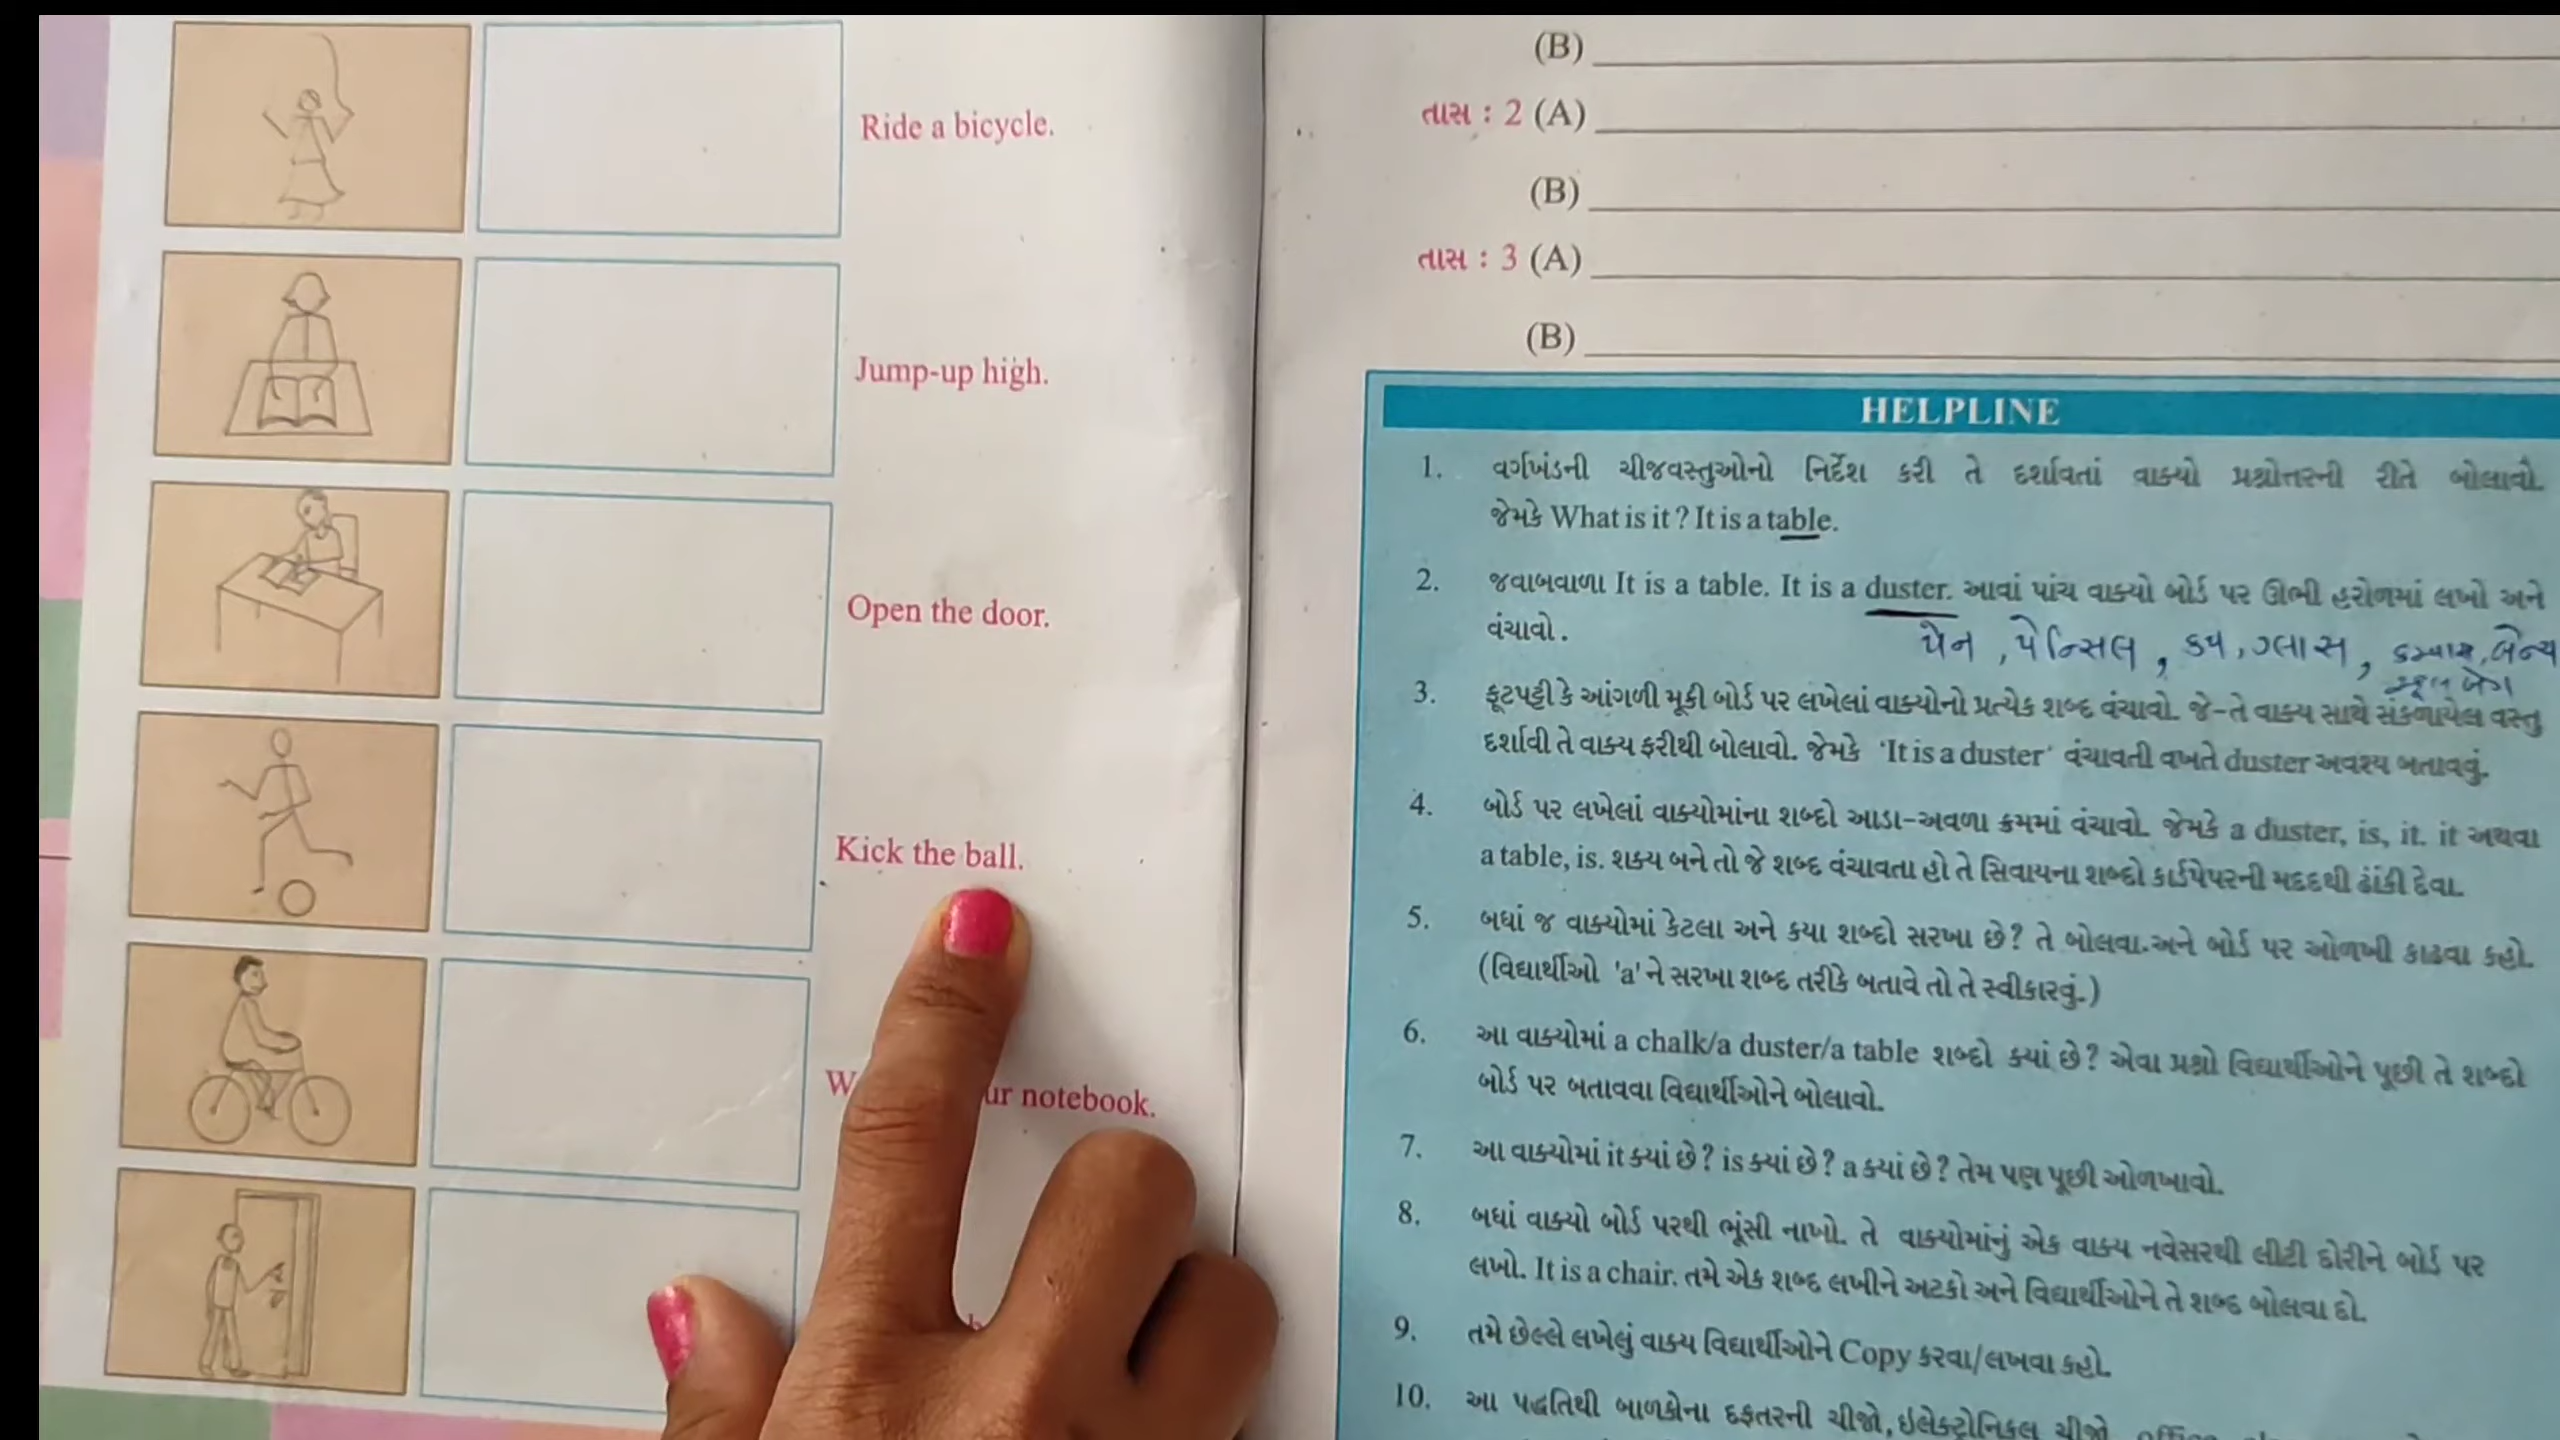 Ride a bicycle.
Jump-up high.
Open the door.
Kick the ball.
notebook.
(B)
તાસ : 2 (A)
(B)
તાસ : 3 (A)
(B)
HELPLINE
1. વર્ગખંડની ચીજવસ્તુઓનો નિર્દેશ કરી તે દર્શાવતાં વાક્યો પ્રશ્નોત્તરની રીતે બોલાવો.
જેમકે What is it ? It is a table.
2. જવાબવાળા It is a table. It is a duster. આવાં પાંચ વાક્યો બોર્ડ પર ઊભી હરોળમાં લખો અને
વંચાવો.
પેન , પેન્સિલ , કપ , ગ્લાસ ,
3. ફૂટપટ્ટી કે આંગળી મૂકી બોર્ડ પર લખેલાં વાક્યોનો પ્રત્યેક શબ્દ વંચાવો. જે-તે વાક્ય સાથે સંકળાયેલ વસ્તુ
દર્શાવી તે વાક્ય ફરીથી બોલાવો. જેમકે 'It is a duster' વંચાવતી વખતે duster અવશ્ય બતાવવું.
4. બોર્ડ પર લખેલાં વાક્યોમાંના શબ્દો આડા-અવળા ક્રમમાં વંચાવો. જેમકે a duster, is, it. it અથવા
a table, is. શક્ય બને તો જે શબ્દ વંચાવતા હો તે સિવાયના શબ્દો કાર્ડપેપરની મદદથી ઢાંકી દેવા.
5. બધાં જ વાક્યોમાં કેટલા અને કયા શબ્દો સરખા છે? તે બોલવા.અને બોર્ડ પર ઓળખી કાઢવા કહો.
(વિદ્યાર્થીઓ 'a' ને સરખા શબ્દ તરીકે બતાવે તો તે સ્વીકારવું.)
6. આ વાક્યોમાં a chalk/a duster/a table શબ્દો ક્યાં છે? એવા પ્રશ્નો વિદ્યાર્થીઓને પૂછી તે શબ્દો
બોર્ડ પર બતાવવા વિદ્યાર્થીઓને બોલાવો.
7. આ વાક્યોમાં it ક્યાં છે? is ક્યાં છે? a ક્યાં છે? તેમ પણ પૂછી ઓળખાવો.
8. બધાં વાક્યો બોર્ડ પરથી ભૂંસી નાખો. તે વાક્યોમાંનું એક વાક્ય નવેસરથી લીટી દોરીને બોર્ડ પર
લખો. It is a chair. તમે એક શબ્દ લખીને અટકો અને વિદ્યાર્થીઓને તે શબ્દ બોલવા દો.
9. તમે છેલ્લે લખેલું વાક્ય વિદ્યાર્થીઓને Copy કરવા/લખવા કહો.
10. આ પદ્ધતિથી બાળકોના દફતરની ચીજો, ઇલેક્ટ્રોનિકલ ચીજો,